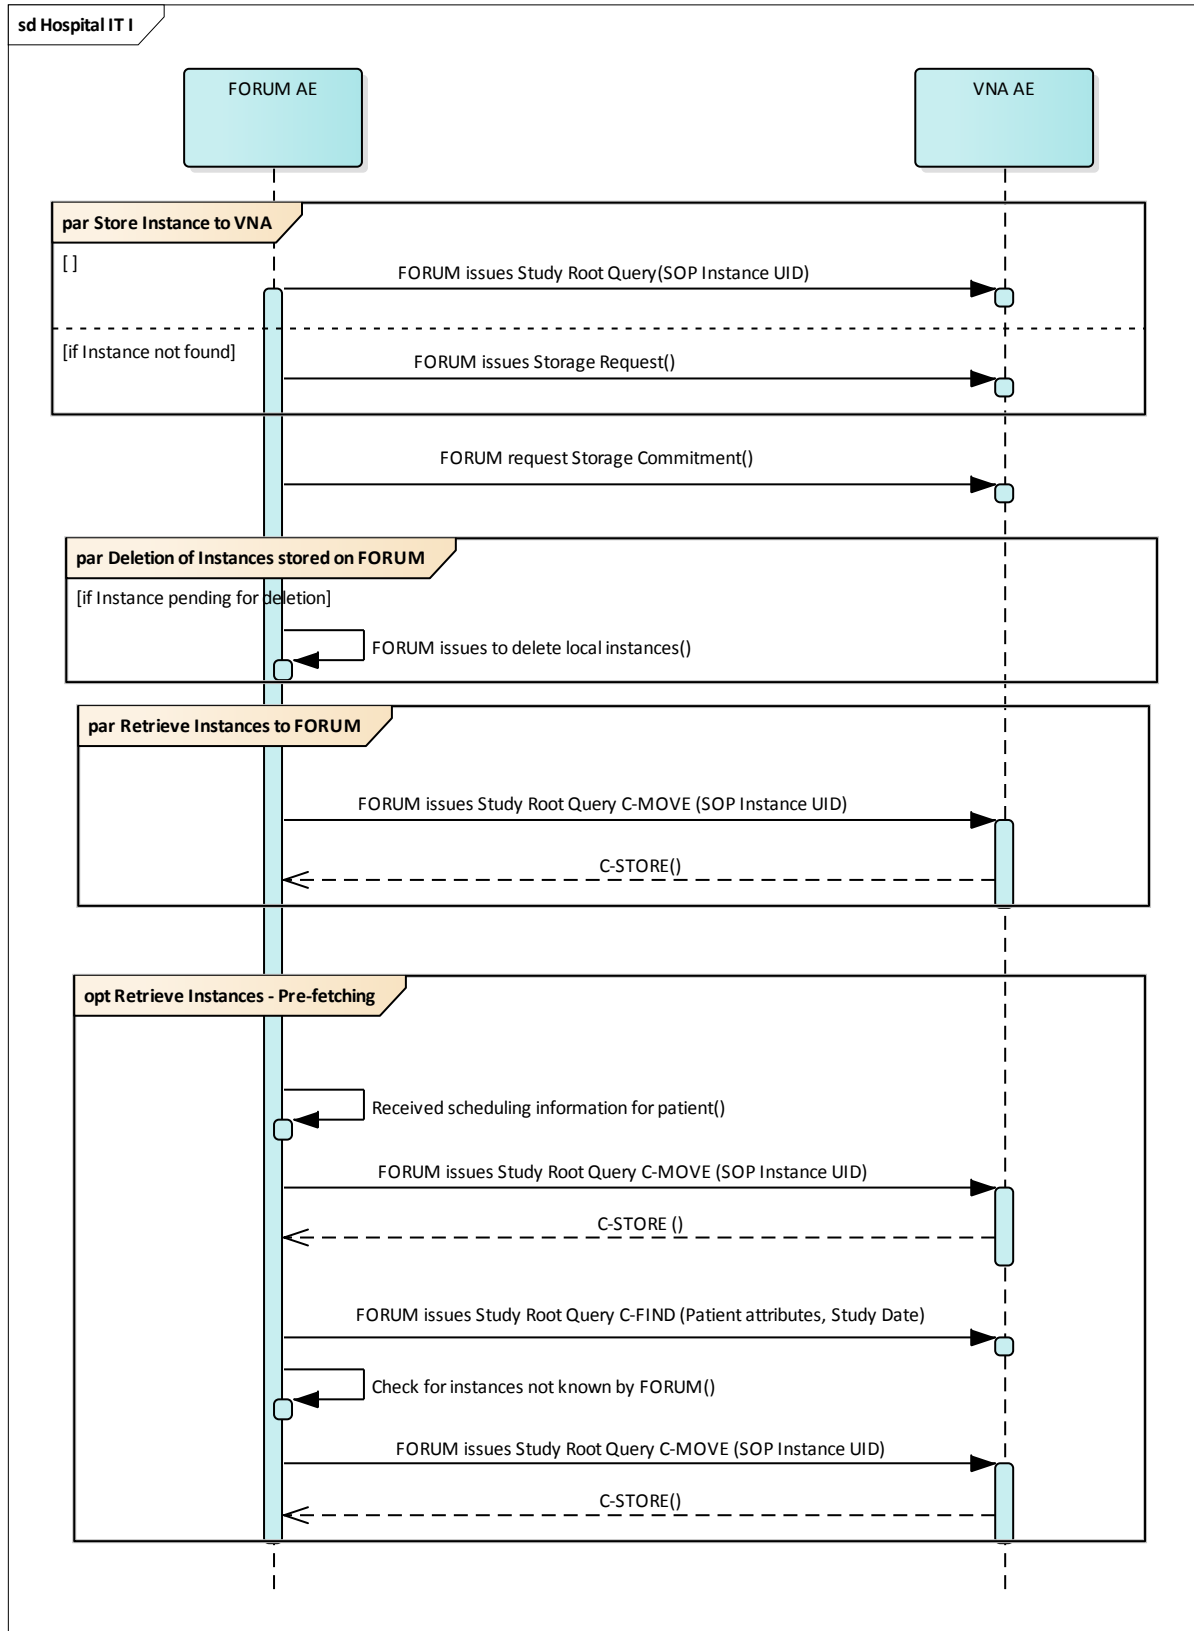 sd Hospital IT I
FORUM AE
VNA AE
par Store Instance to VNA
[ ]
FORUM issues Study Root Query(SOP Instance UID)
[if Instance not found]
FORUM issues Storage Request()
FORUM request Storage Commitment()
par Deletion of Instances stored on FORUM
[if Instance pending for deletion]
FORUM issues to delete local instances()
par Retrieve Instances to FORUM
FORUM issues Study Root Query C-MOVE (SOP Instance UID)
C-STORE()
opt Retrieve Instances - Pre-fetching
Received scheduling information for patient()
FORUM issues Study Root Query C-MOVE (SOP Instance UID)
C-STORE ()
FORUM issues Study Root Query C-FIND (Patient attributes, Study Date)
Check for instances not known by FORUM()
FORUM issues Study Root Query C-MOVE (SOP Instance UID)
C-STORE()